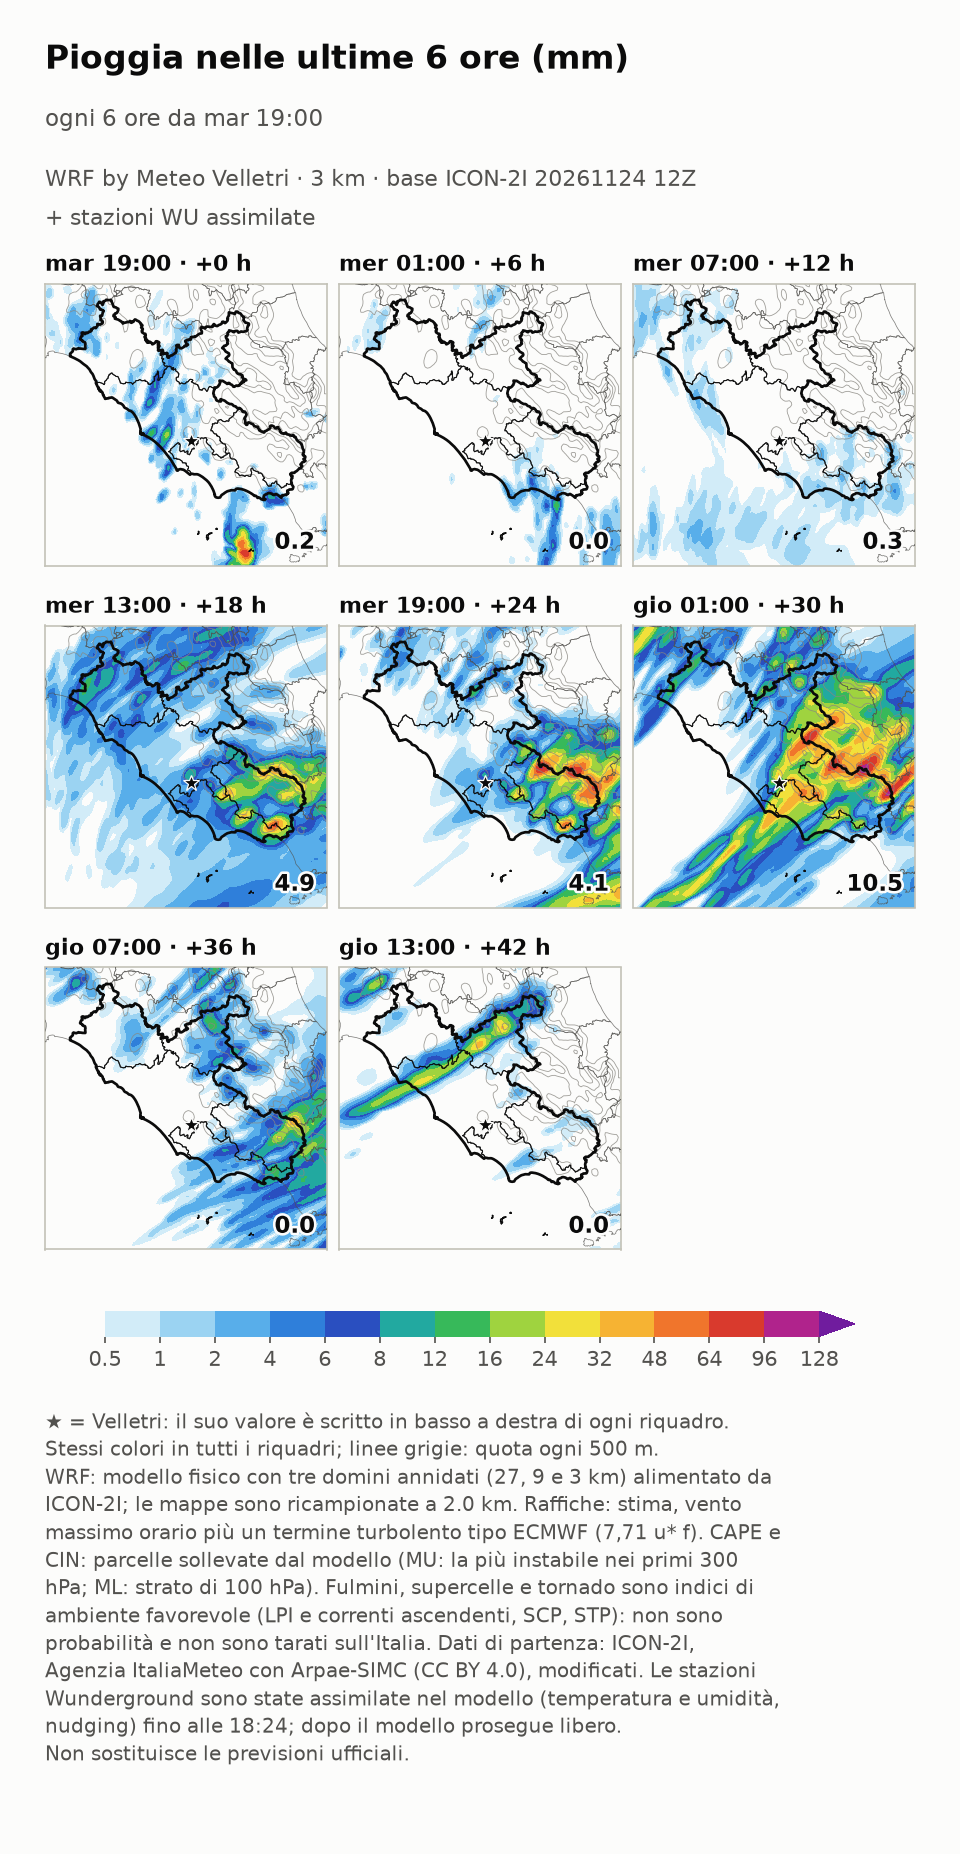 Pioggia nelle ultime 6 ore (mm)
ogni 6 ore da mar 19:00
WRF by Meteo Velletri · 3 km · base ICON-2I 20261124 12Z
+ stazioni WU assimilate
mar 19:00 · +0 h
mer 01:00 · +6 h
mer 07:00 · +12 h
0.2
0.0
0.3
mer 13:00 · +18 h
mer 19:00 · +24 h
gio 01:00 · +30 h
4.9
4.1
10.5
gio 07:00 · +36 h
gio 13:00 · +42 h
0.0
0.0
0.5 1 2 4 6 8 12 16 24 32 48 64 96 128
★ = Velletri: il suo valore è scritto in basso a destra di ogni riquadro.
Stessi colori in tutti i riquadri; linee grigie: quota ogni 500 m.
WRF: modello fisico con tre domini annidati (27, 9 e 3 km) alimentato da
ICON-2I; le mappe sono ricampionate a 2.0 km. Raffiche: stima, vento
massimo orario più un termine turbolento tipo ECMWF (7,71 u* f). CAPE e
CIN: parcelle sollevate dal modello (MU: la più instabile nei primi 300
hPa; ML: strato di 100 hPa). Fulmini, supercelle e tornado sono indici di
ambiente favorevole (LPI e correnti ascendenti, SCP, STP): non sono
probabilità e non sono tarati sull'Italia. Dati di partenza: ICON-2I,
Agenzia ItaliaMeteo con Arpae-SIMC (CC BY 4.0), modificati. Le stazioni
Wunderground sono state assimilate nel modello (temperatura e umidità,
nudging) fino alle 18:24; dopo il modello prosegue libero.
Non sostituisce le previsioni ufficiali.